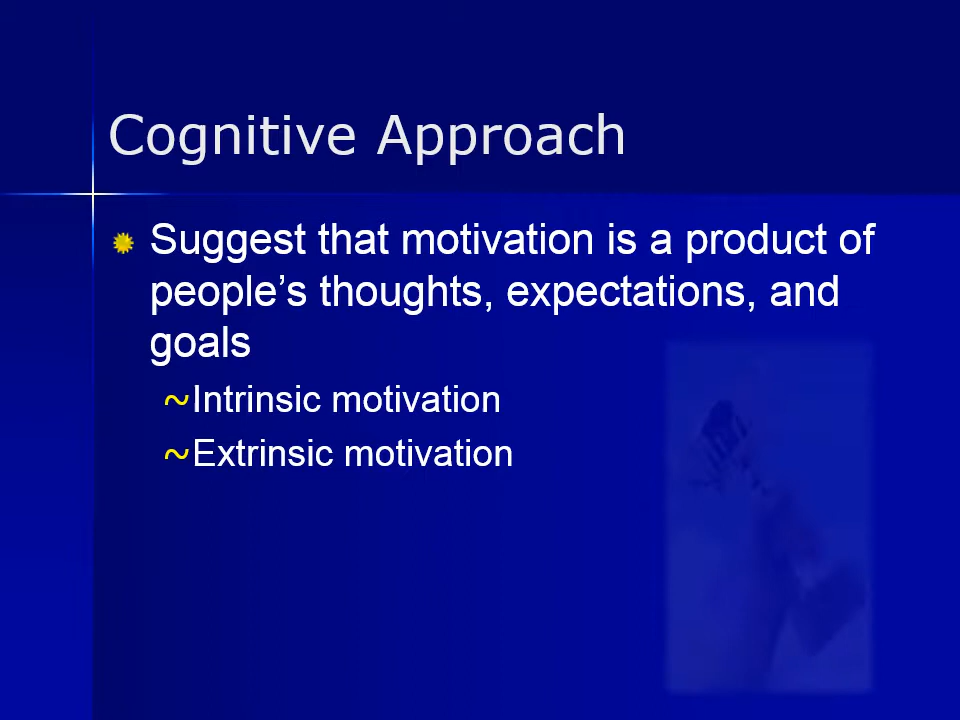 Cognitive Approach
Suggest that motivation is a product of
people’s thoughts, expectations, and
goals
~Intrinsic motivation
~Extrinsic motivation